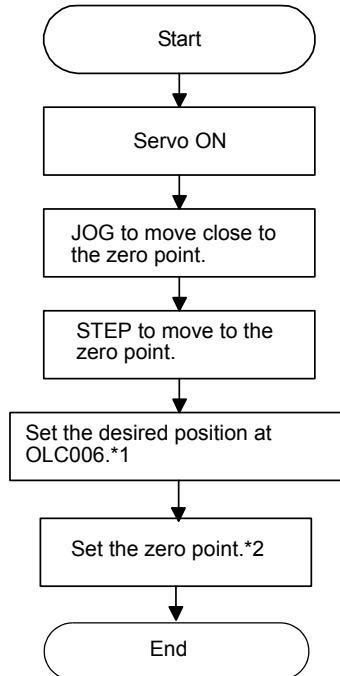 Start
Servo ON
JOG to move close to
the zero point.
STEP to move to the
zero point.
Set the desired position at
OLC006.*1
Set the zero point.*2
End